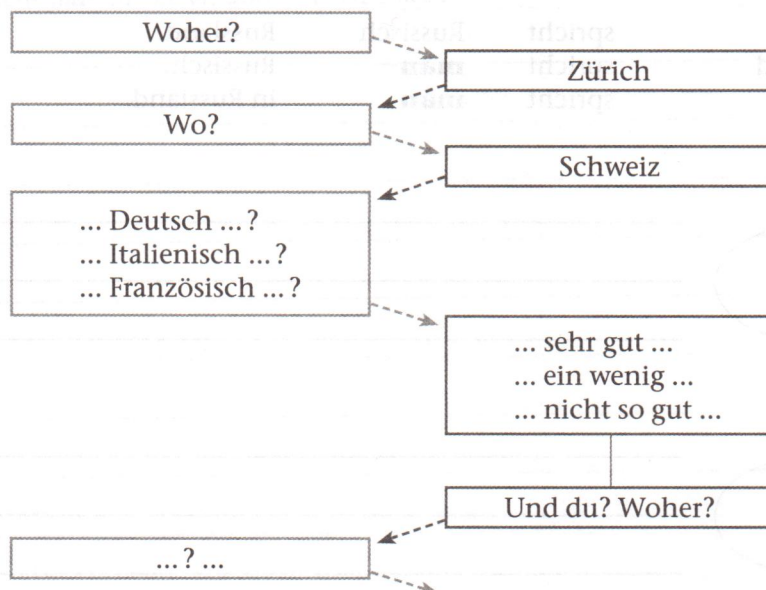 Woher?
Zürich
Wo?
Schweiz
... Deutsch ...?
... Italienisch ...?
... Französisch ...?
... sehr gut ...
... ein wenig ...
... nicht so gut ...
Und du? Woher?
...? ...